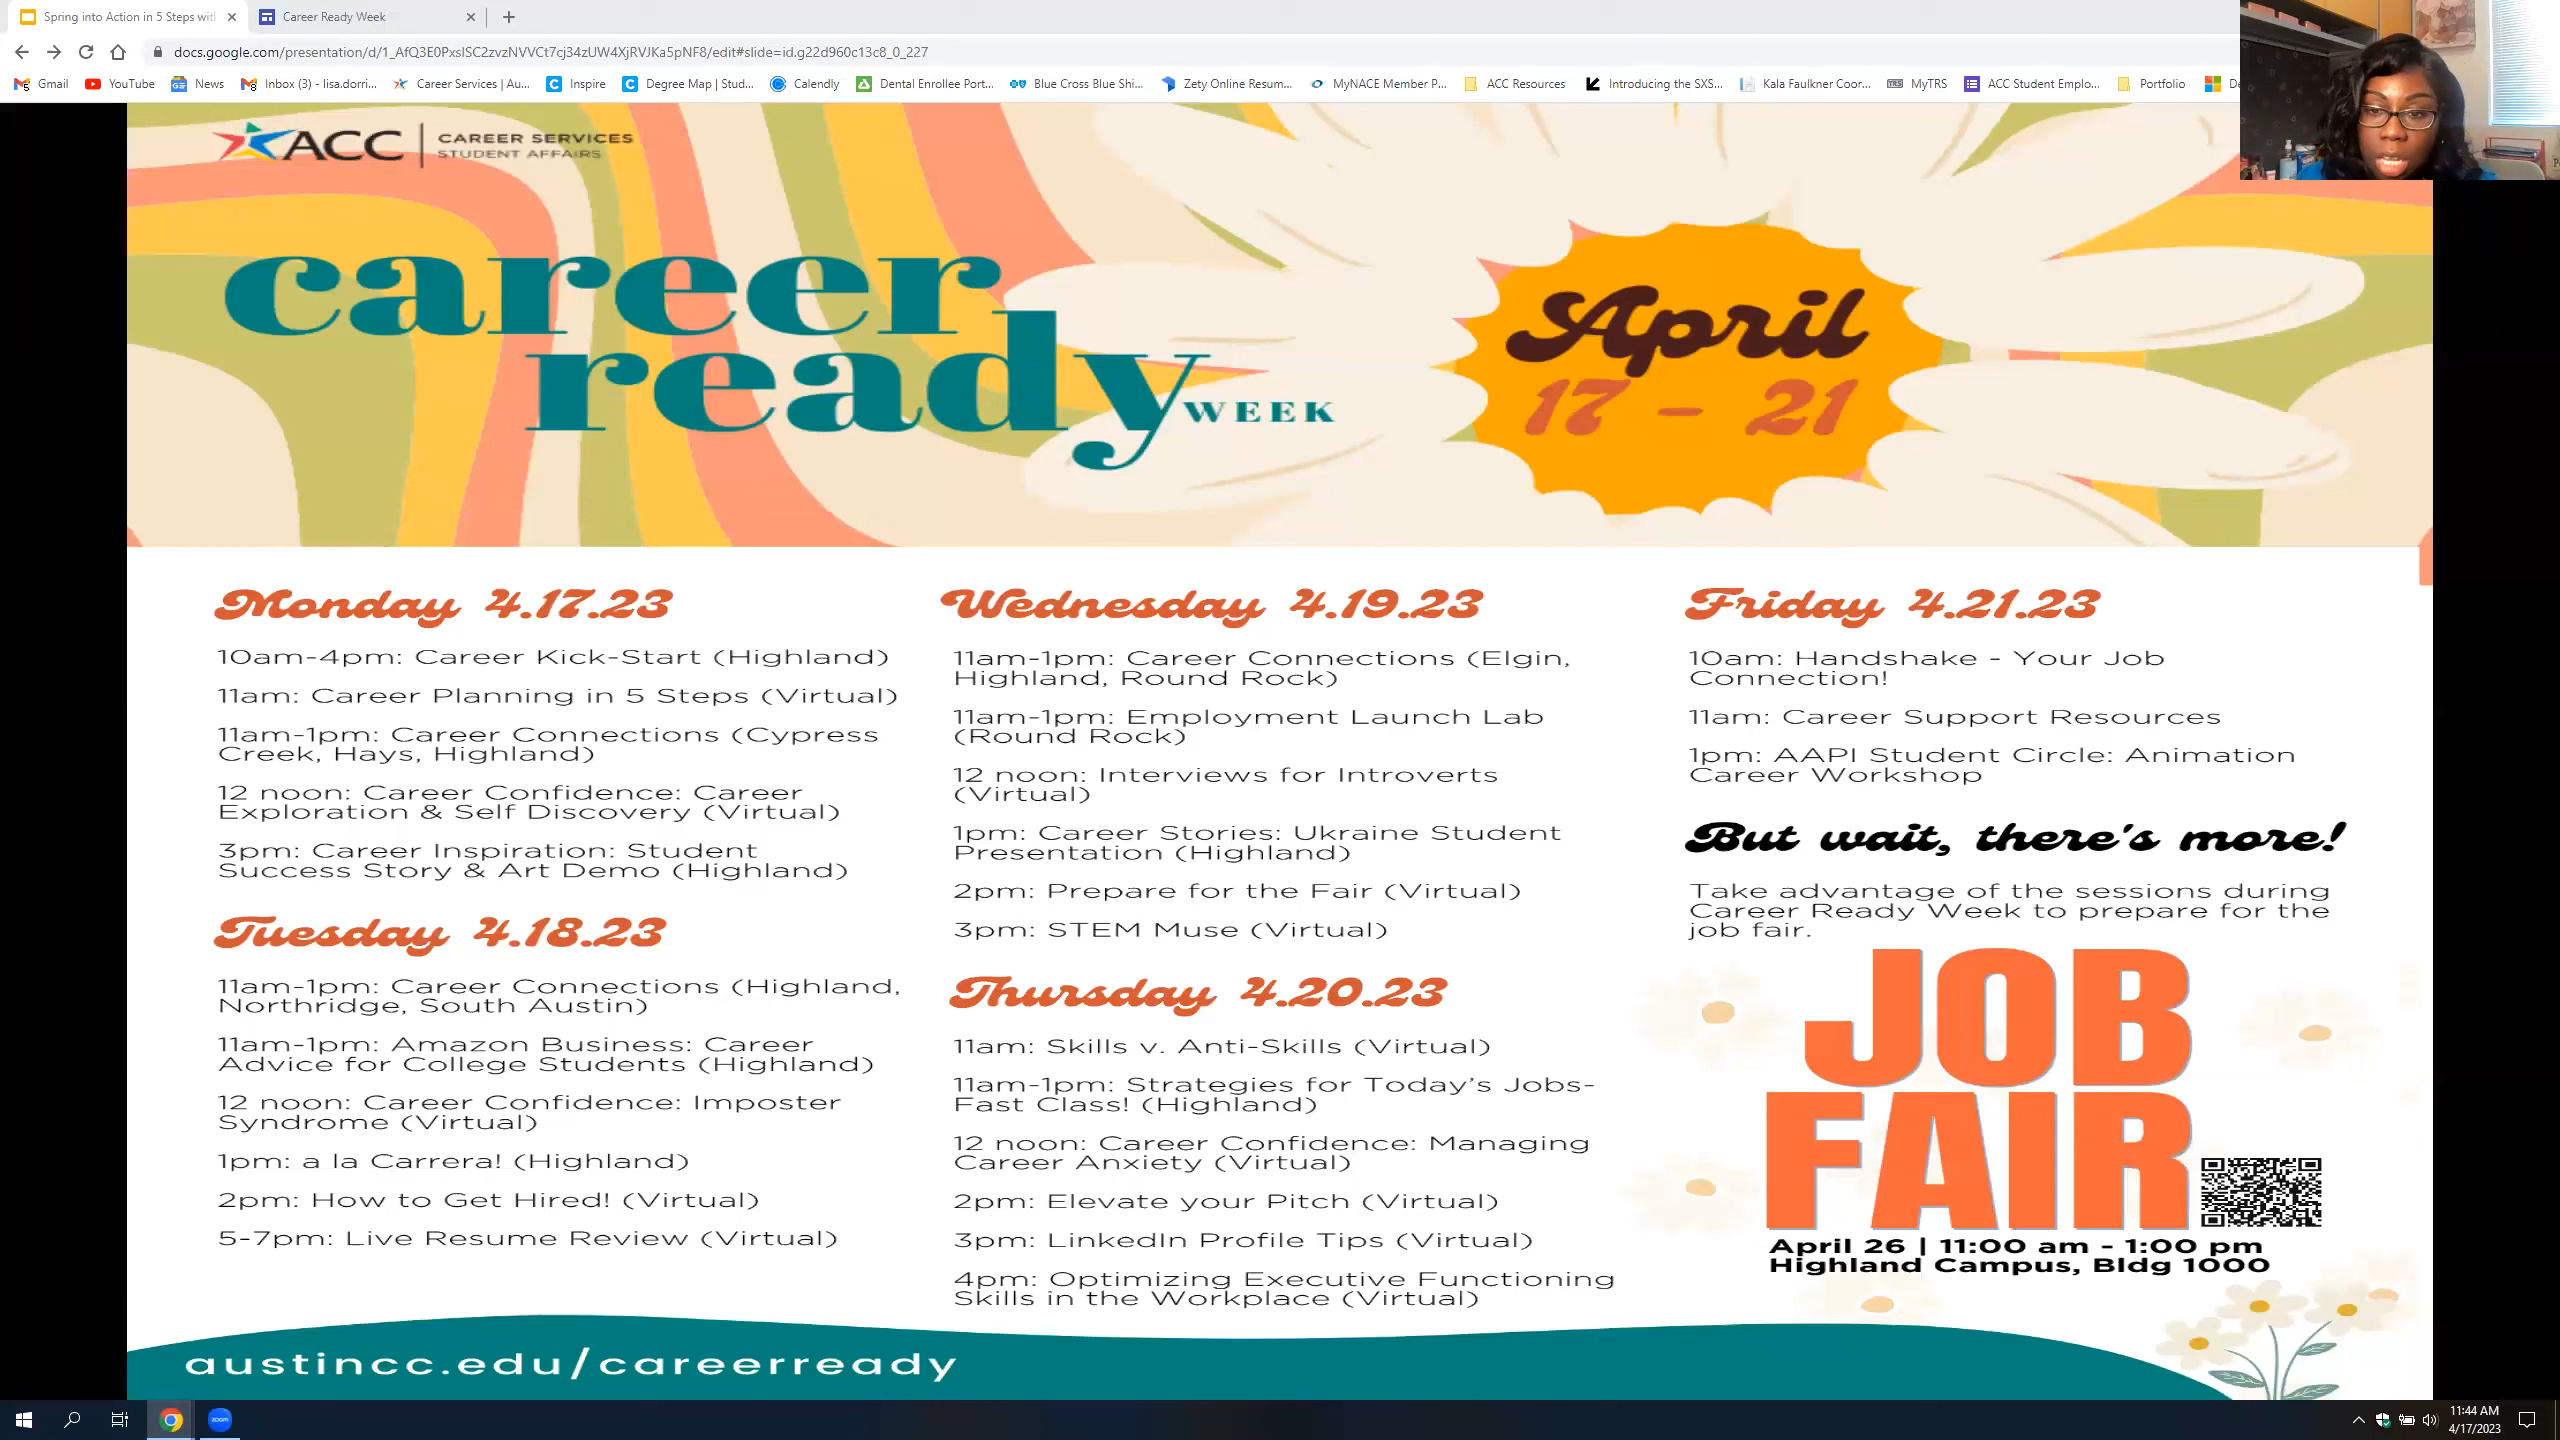 Spring into Action in 5 Steps wit
Career Ready Week
docs.google.com/presentation/d/1_AfQ3E0PxsISC2zvzNVVCt7cj34zUW4XjRVJKa5pNF8/edit#slide=id.g22d960c13c8_0_227
Gmail
YouTube
News
Inbox (3) - lisa.dorri...
Career Services | Au...
Inspire
Degree Map | Stud...
Calendly
Dental Enrollee Port...
Blue Cross Blue Shi...
Zety Online Resum...
MyNACE Member P...
ACC Resources
Introducing the SXS...
Kala Faulkner Coor...
MyTRS
ACC Student Emplo...
Portfolio
ACC
CAREER SERVICES
STUDENT AFFAIRS
career
ready WEEK
April
17 - 21
Monday 4.17.23
10am-4pm: Career Kick-Start (Highland)
11am: Career Planning in 5 Steps (Virtual)
11am-1pm: Career Connections (Cypress
Creek, Hays, Highland)
12 noon: Career Confidence: Career
Exploration & Self Discovery (Virtual)
3pm: Career Inspiration: Student
Success Story & Art Demo (Highland)
Tuesday 4.18.23
11am-1pm: Career Connections (Highland,
Northridge, South Austin)
11am-1pm: Amazon Business: Career
Advice for College Students (Highland)
12 noon: Career Confidence: Imposter
Syndrome (Virtual)
1pm: a la Carrera! (Highland)
2pm: How to Get Hired! (Virtual)
5-7pm: Live Resume Review (Virtual)
Wednesday 4.19.23
11am-1pm: Career Connections (Elgin,
Highland, Round Rock)
11am-1pm: Employment Launch Lab
(Round Rock)
12 noon: Interviews for Introverts
(Virtual)
1pm: Career Stories: Ukraine Student
Presentation (Highland)
2pm: Prepare for the Fair (Virtual)
3pm: STEM Muse (Virtual)
Thursday 4.20.23
11am: Skills v. Anti-Skills (Virtual)
11am-1pm: Strategies for Today's Jobs-
Fast Class! (Highland)
12 noon: Career Confidence: Managing
Career Anxiety (Virtual)
2pm: Elevate your Pitch (Virtual)
3pm: LinkedIn Profile Tips (Virtual)
4pm: Optimizing Executive Functioning
Skills in the Workplace (Virtual)
Friday 4.21.23
10am: Handshake - Your Job
Connection!
11am: Career Support Resources
1pm: AAPI Student Circle: Animation
Career Workshop
But wait, there's more!
Take advantage of the sessions during
Career Ready Week to prepare for the
job fair.
JOB
FAIR
April 26 | 11:00 am - 1:00 pm
Highland Campus, Bldg 1000
austincc.edu/careerready
zoom
11:44 AM
4/17/2023